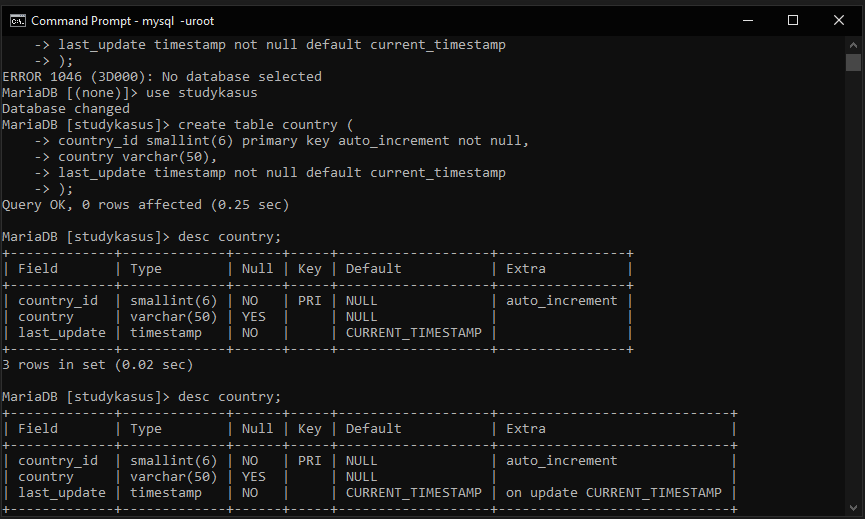 Command Prompt - mysql -uroot
    -> last_update timestamp not null default current_timestamp
    -> );
ERROR 1046 (3D000): No database selected
MariaDB [(none)]> use studykasus
Database changed
MariaDB [studykasus]> create table country (
    -> country_id smallint(6) primary key auto_increment not null,
    -> country varchar(50),
    -> last_update timestamp not null default current_timestamp
    -> );
Query OK, 0 rows affected (0.25 sec)

MariaDB [studykasus]> desc country;
+-------------+-------------+------+-----+-------------------+----------------+
| Field       | Type        | Null | Key | Default           | Extra          |
+-------------+-------------+------+-----+-------------------+----------------+
| country_id  | smallint(6) | NO   | PRI | NULL              | auto_increment |
| country     | varchar(50) | YES  |     | NULL              |                |
| last_update | timestamp   | NO   |     | CURRENT_TIMESTAMP |                |
+-------------+-------------+------+-----+-------------------+----------------+
3 rows in set (0.02 sec)

MariaDB [studykasus]> desc country;
+-------------+-------------+------+-----+-------------------+-----------------------------+
| Field       | Type        | Null | Key | Default           | Extra                       |
+-------------+-------------+------+-----+-------------------+-----------------------------+
| country_id  | smallint(6) | NO   | PRI | NULL              | auto_increment              |
| country     | varchar(50) | YES  |     | NULL              |                             |
| last_update | timestamp   | NO   |     | CURRENT_TIMESTAMP | on update CURRENT_TIMESTAMP |
+-------------+-------------+------+-----+-------------------+-----------------------------+